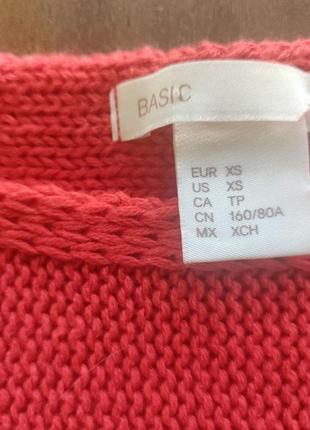 BASIC
EUR XS
US XS
CA TP
CN 160/80A
MX XCH